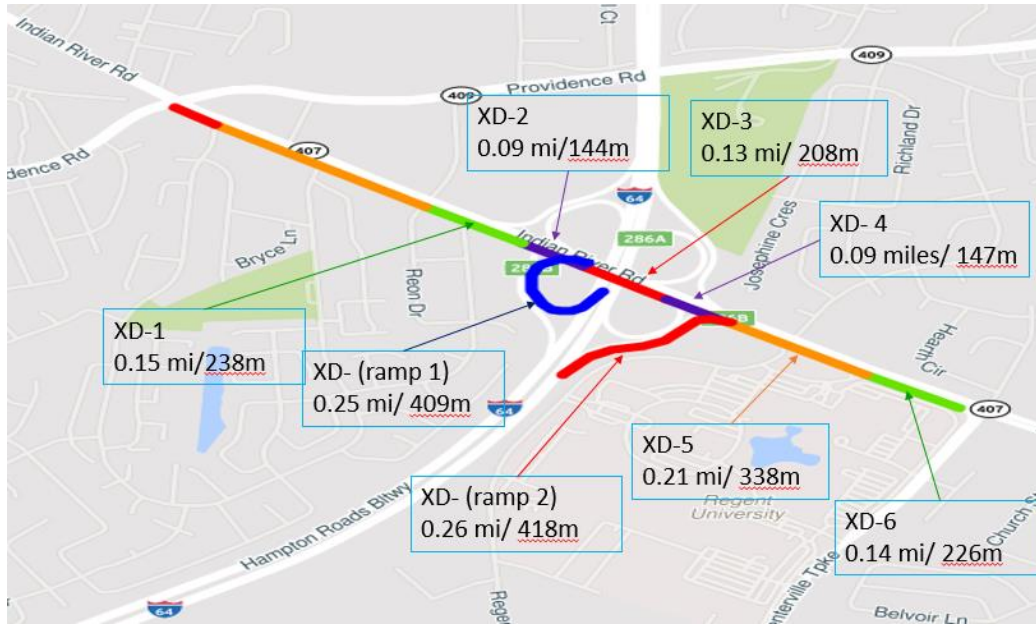 Indian River Rd
Ct
409
Providence Rd
409
Providence Rd
407
XD-2
0.09 mi/144m
XD-3
0.13 mi/ 208m
Richland Dr
64
286A
Josephine Cres
XD- 4
0.09 miles/ 147m
Indian River Rd
Bryce Ln
Reon Dr
XD-1
0.15 mi/238m
XD- (ramp 1)
0.25 mi/ 409m
Hearth Cir
64
407
XD-5
0.21 mi/ 338m
XD- (ramp 2)
0.26 mi/ 418m
Regent
University
XD-6
0.14 mi/ 226m
Hampton Roads Bltwy
64
Belvoir Ln